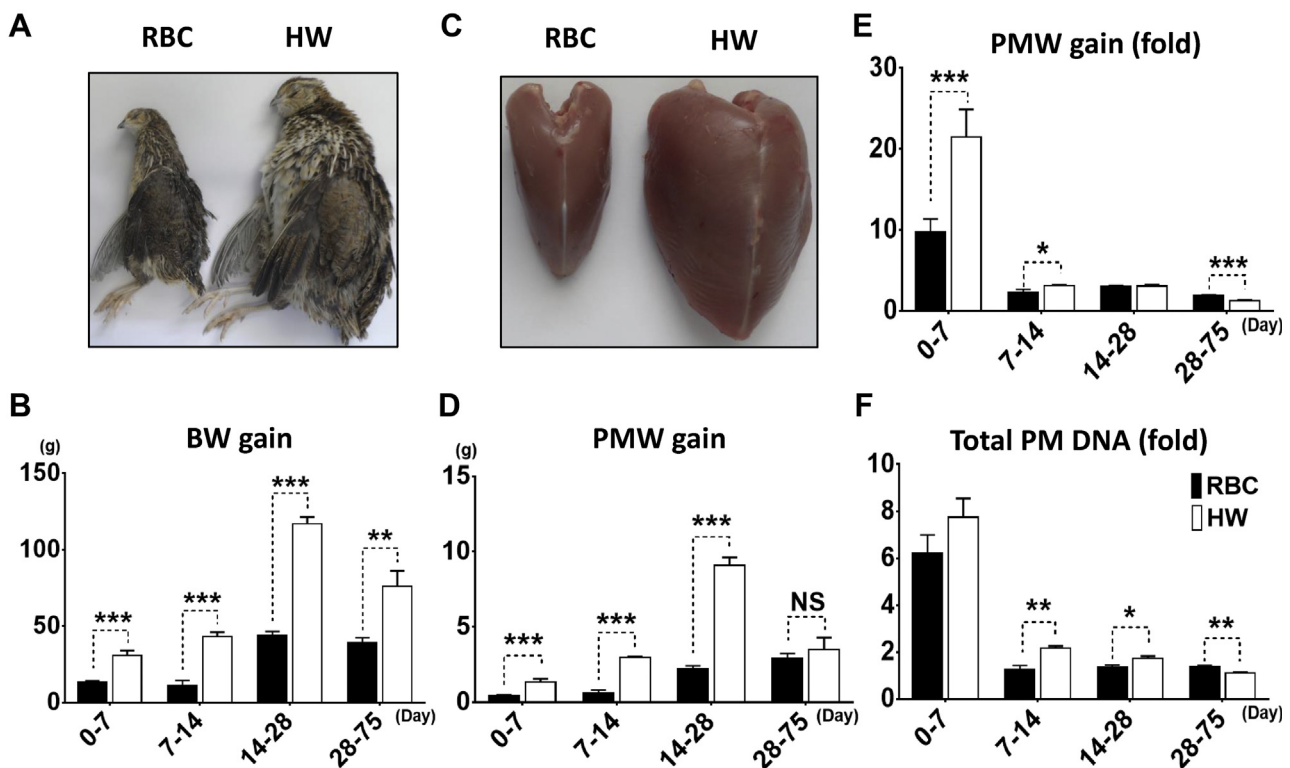 A
RBC HW
B
BW gain
(g)
150
100
50
0
***
***
***
**
0-7 7-14 14-28 28-75 (Day)
C
RBC HW
D
PMW gain
(g)
15
10
5
0
***
***
***
NS
0-7 7-14 14-28 28-75 (Day)
E
PMW gain (fold)
30
20
10
0
***
*
***
0-7 7-14 14-28 28-75 (Day)
F
Total PM DNA (fold)
10
8
6
4
2
0
RBC
HW
**
*
**
0-7 7-14 14-28 28-75 (Day)